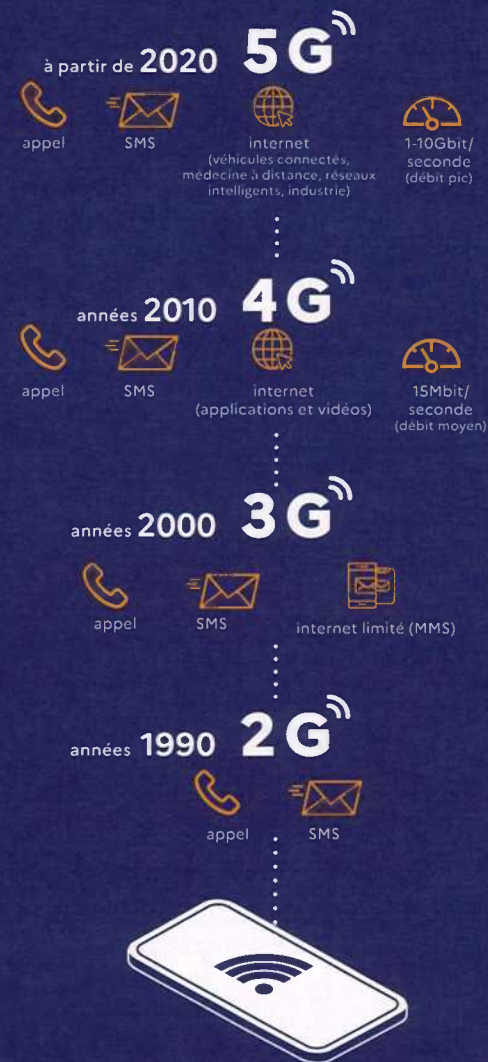 à partir de 2020 5G
appel
SMS
internet
(véhicules connectés,
médecine à distance, réseaux
intelligents, industrie)
1-10Gbit/
seconde
(débit pic)
années 2010 4G
appel
SMS
internet
(applications et vidéos)
15Mbit/
seconde
(débit moyen)
années 2000 3G
appel
SMS
internet limité (MMS)
années 1990 2G
appel
SMS